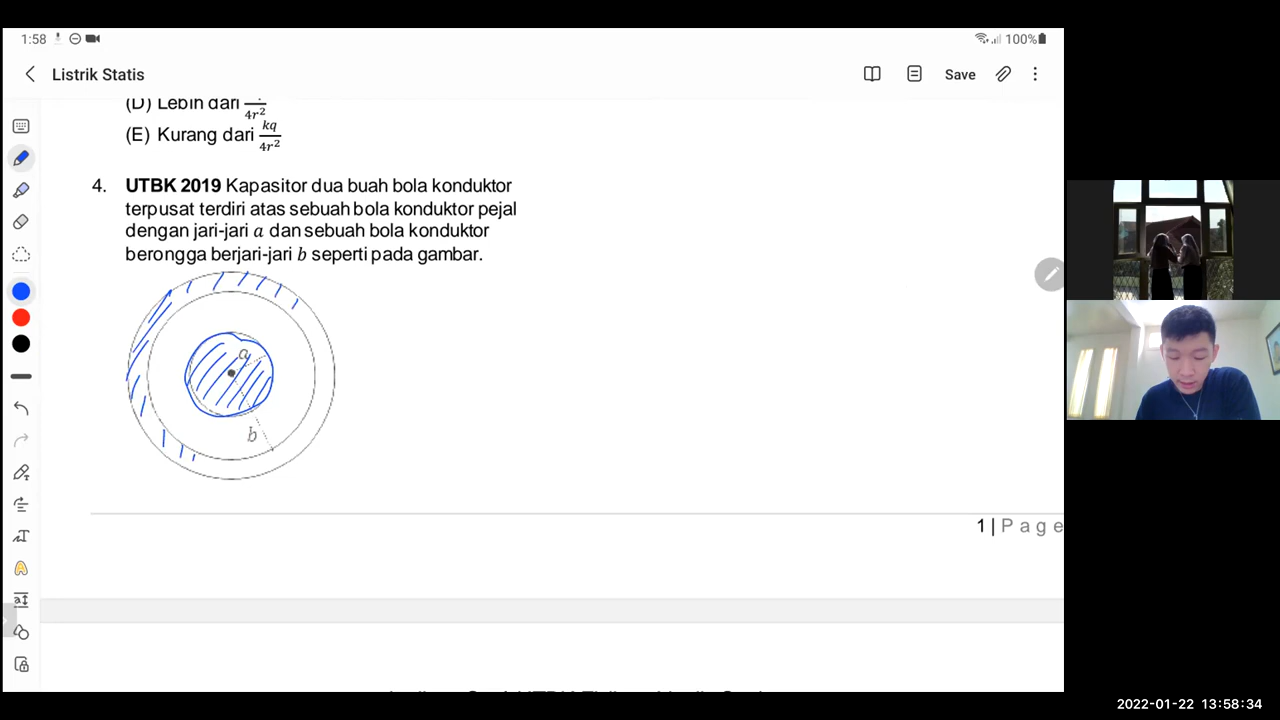 1:58 100%
Listrik Statis Save
(D) Lebih dari 4r²
(E) Kurang dari kq/4r²
4. UTBK 2019 Kapasitor dua buah bola konduktor
terpusat terdiri atas sebuah bola konduktor pejal
dengan jari-jari a dan sebuah bola konduktor
berongga berjari-jari b seperti pada gambar.
a
b
1 | Page
2022-01-22 13:58:34